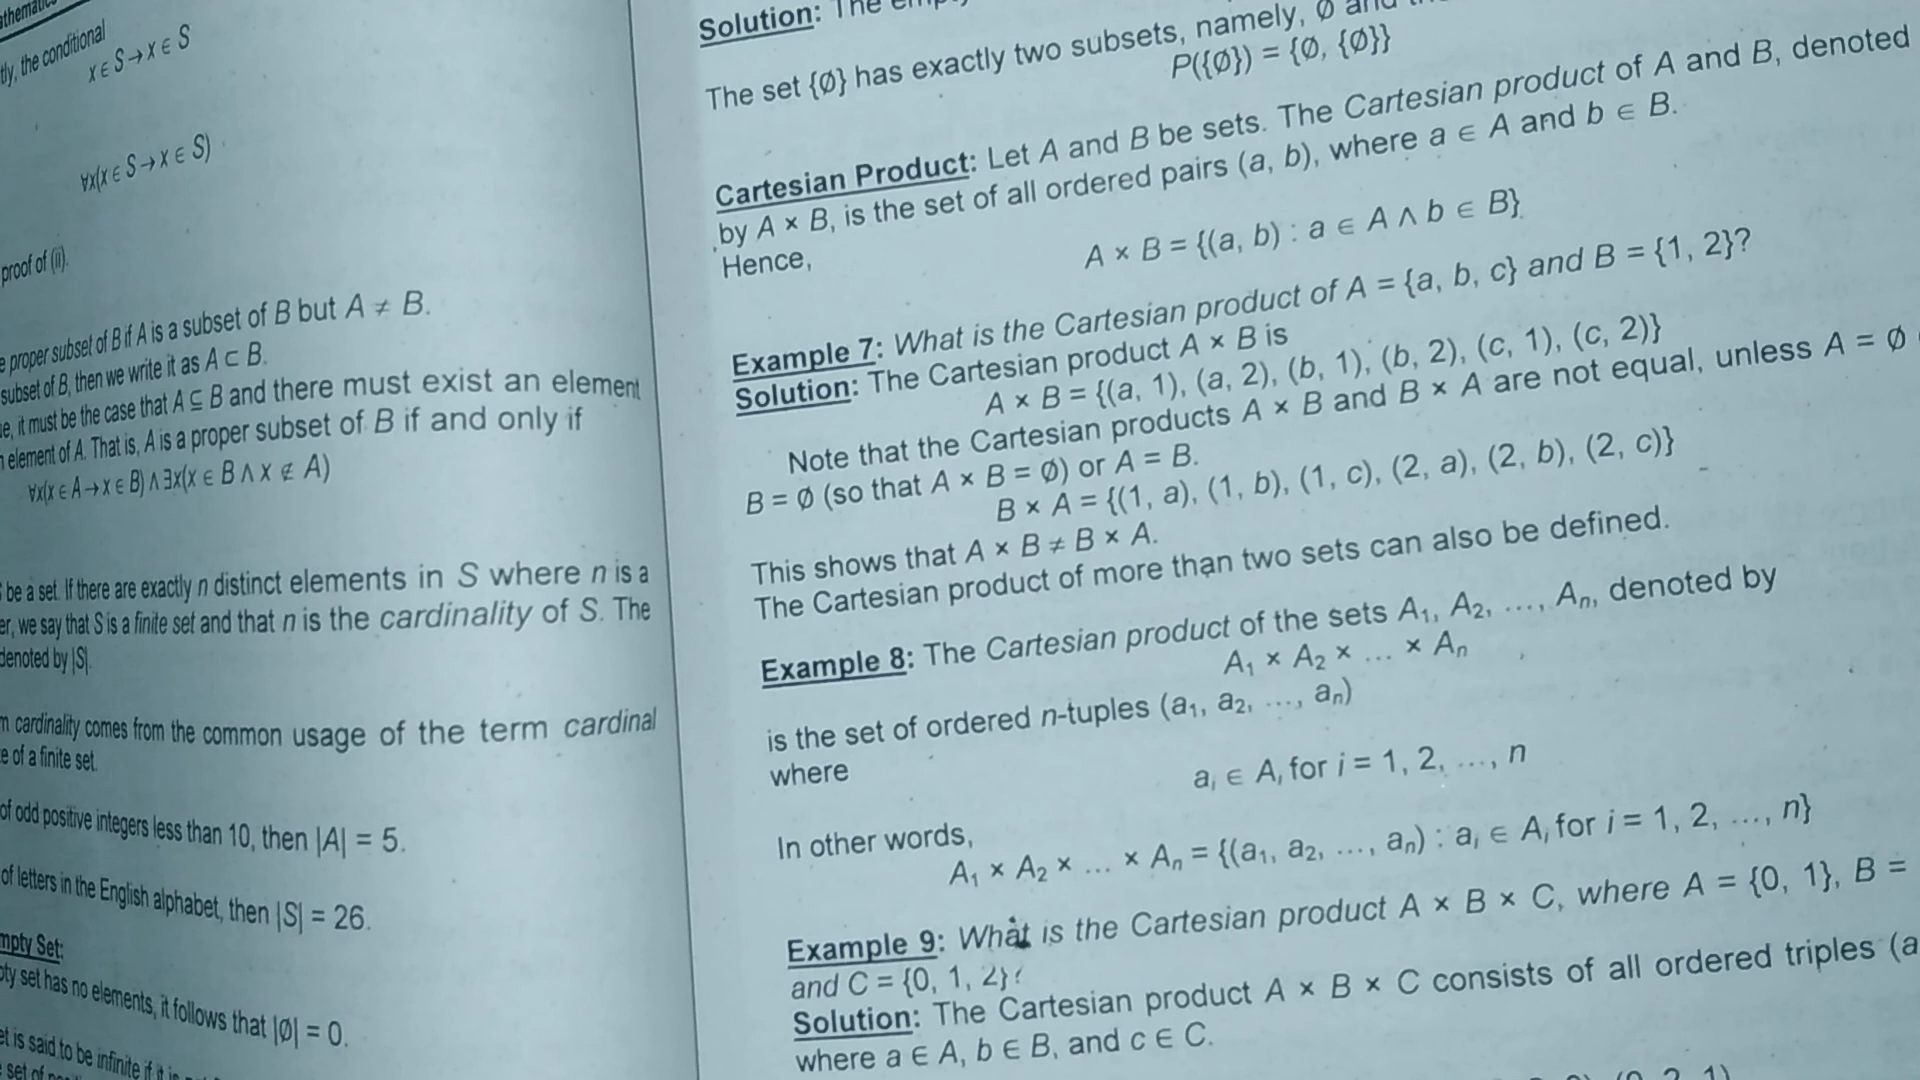 tly, the conditional
x ∈ S → x ∈ S
∀x(x ∈ S → x ∈ S)
proof of (ii).
proper subset of B if A is a subset of B but A ≠ B.
subset of B, then we write it as A ⊂ B.
it must be the case that A ⊆ B and there must exist an element
element of A. That is, A is a proper subset of B if and only if
∀x(x ∈ A → x ∈ B) ∧ ∃x(x ∈ B ∧ x ∉ A)
be a set. If there are exactly n distinct elements in S where n is a
er, we say that S is a finite set and that n is the cardinality of S. The
denoted by |S|.
m cardinality comes from the common usage of the term cardinal
of a finite set.
of odd positive integers less than 10, then |A| = 5.
of letters in the English alphabet, then |S| = 26.
mpty Set:
pty set has no elements, it follows that |∅| = 0.
et is said to be infinite if it is
set of
Solution: The
The set {∅} has exactly two subsets, namely, ∅ and
P({∅}) = {∅, {∅}}
Cartesian Product: Let A and B be sets. The Cartesian product of A and B, denoted
by A × B, is the set of all ordered pairs (a, b), where a ∈ A and b ∈ B.
Hence,
A × B = {(a, b) : a ∈ A ∧ b ∈ B}
Example 7: What is the Cartesian product of A = {a, b, c} and B = {1, 2}?
Solution: The Cartesian product A × B is
A × B = {(a, 1), (a, 2), (b, 1), (b, 2), (c, 1), (c, 2)}
Note that the Cartesian products A × B and B × A are not equal, unless A = ∅
B = ∅ (so that A × B = ∅) or A = B.
B × A = {(1, a), (1, b), (1, c), (2, a), (2, b), (2, c)}
This shows that A × B ≠ B × A.
The Cartesian product of more than two sets can also be defined.
Example 8: The Cartesian product of the sets A₁, A₂, ..., Aₙ, denoted by
A₁ × A₂ × ... × Aₙ
is the set of ordered n-tuples (a₁, a₂, ..., aₙ)
where
aᵢ ∈ Aᵢ for i = 1, 2, ..., n
In other words,
A₁ × A₂ × ... × Aₙ = {(a₁, a₂, ..., aₙ) : aᵢ ∈ Aᵢ for i = 1, 2, ..., n}
Example 9: What is the Cartesian product A × B × C, where A = {0, 1}, B =
and C = {0, 1, 2}?
Solution: The Cartesian product A × B × C consists of all ordered triples (a
where a ∈ A, b ∈ B, and c ∈ C.